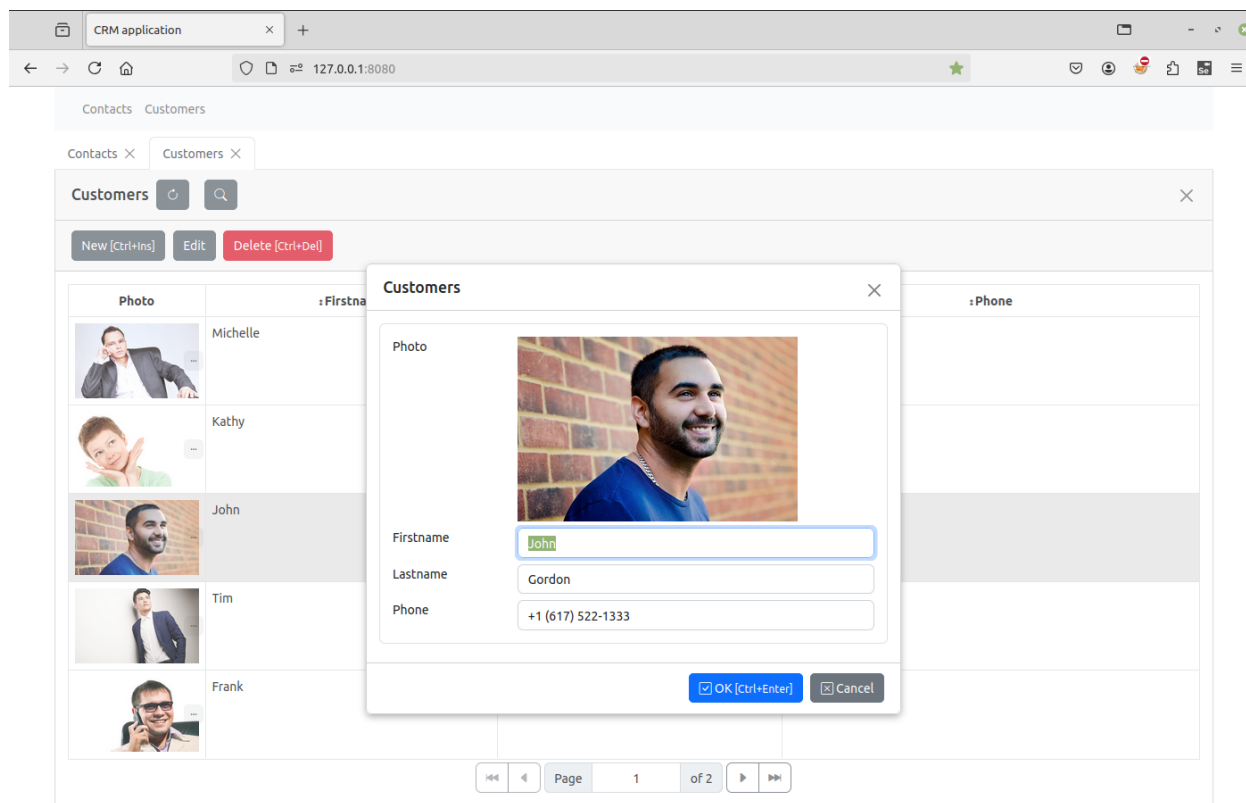 CRM application
127.0.0.1:8080
Contacts Customers
Contacts Customers
Customers
New [Ctrl+Ins] Edit Delete [Ctrl+Del]
Photo Firstna Phone
Michelle
Kathy
John
Tim
Frank
Customers
Photo
Firstname John
Lastname Gordon
Phone +1 (617) 522-1333
OK [Ctrl+Enter] Cancel
Page 1 of 2